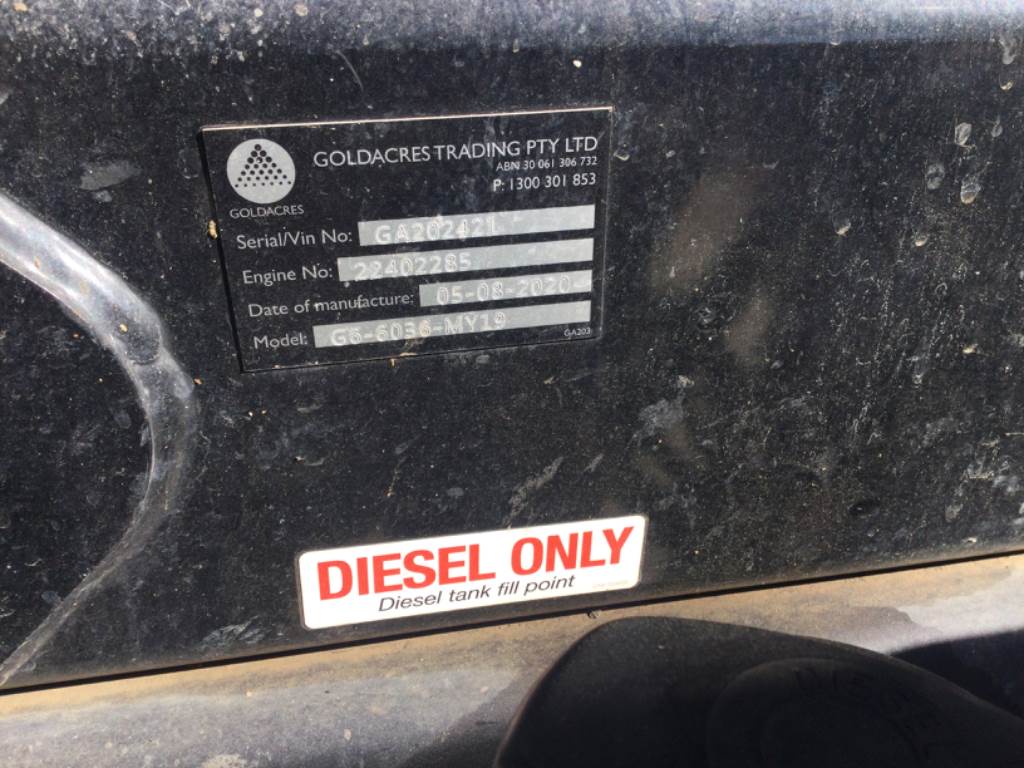 GOLDACRES TRADING PTY LTD
ABN 30 061 306 732
P: 1300 301 853
GOLDACRES
Serial/Vin No: GA202421
Engine No: 22402285
Date of manufacture: 05-08-2020
Model: G6-6036-MY19
GA203
DIESEL ONLY
Diesel tank fill point